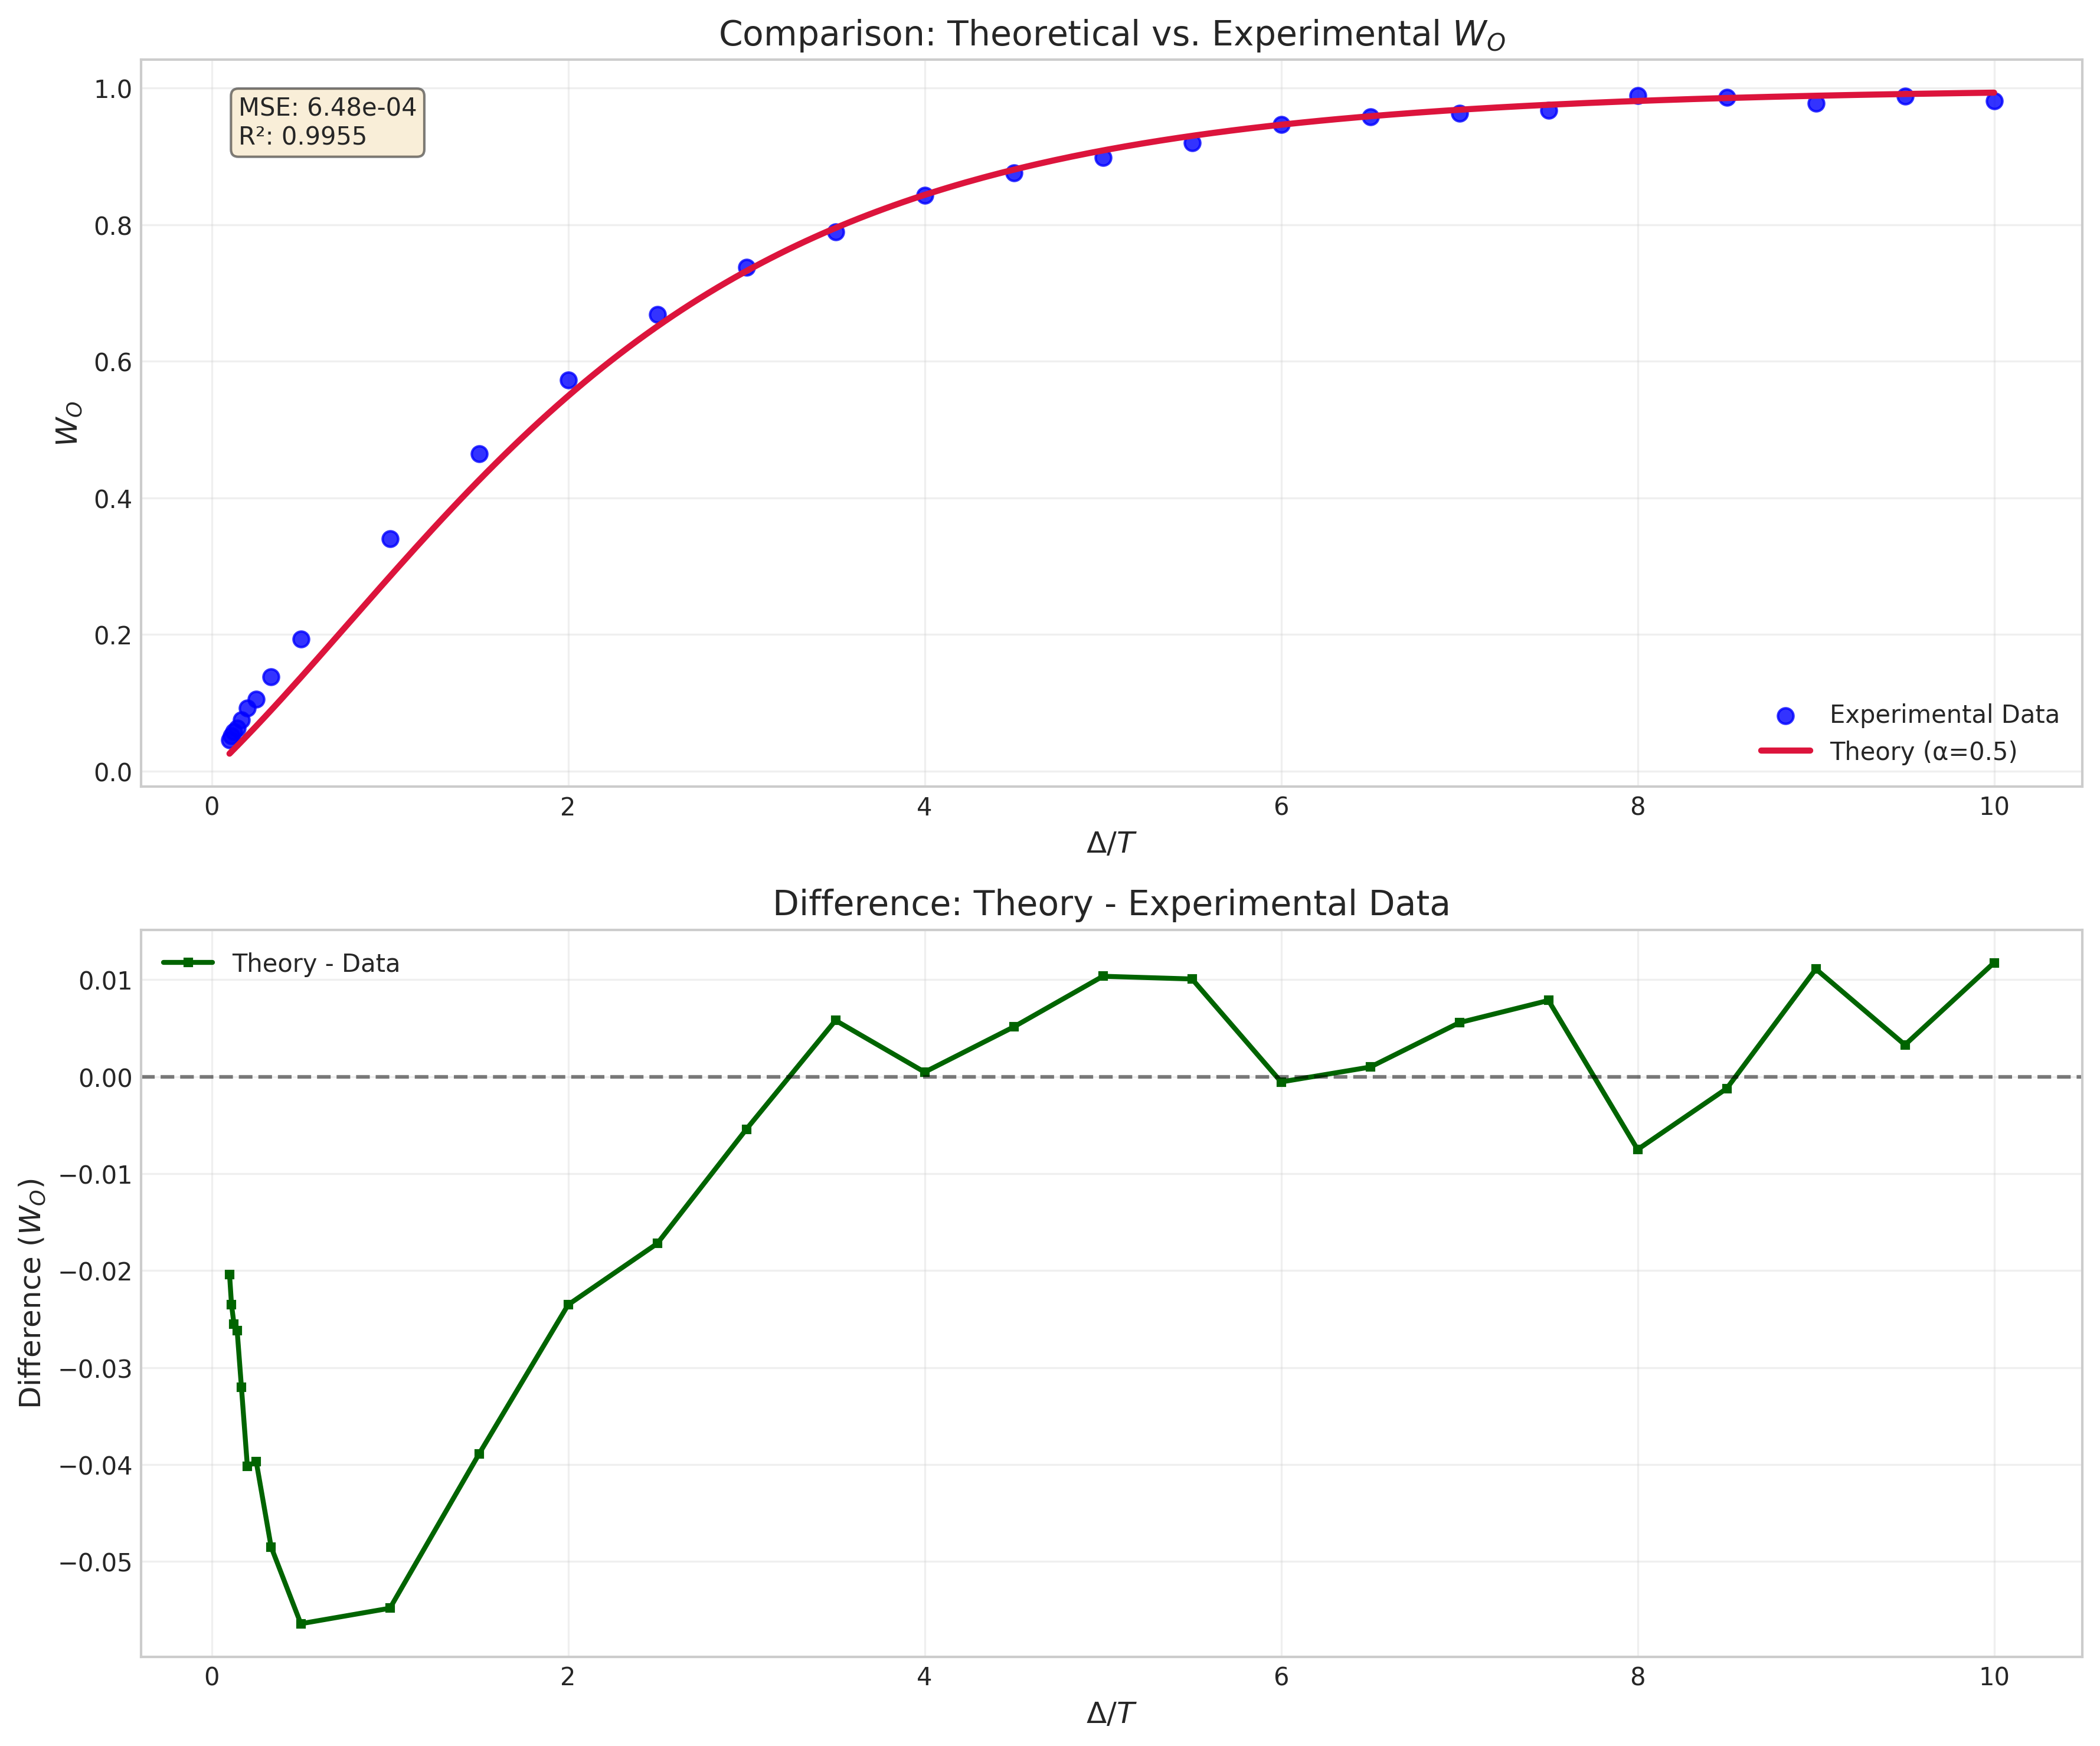 Comparison: Theoretical vs. Experimental W_O
MSE: 6.48e-04
R²: 0.9955
1.0
0.8
0.6
0.4
0.2
0.0
W_O
Experimental Data
Theory (α=0.5)
0 2 4 6 8 10
Δ/T
Difference: Theory - Experimental Data
Theory - Data
0.01
0.00
−0.01
−0.02
−0.03
−0.04
−0.05
Difference (W_O)
0 2 4 6 8 10
Δ/T